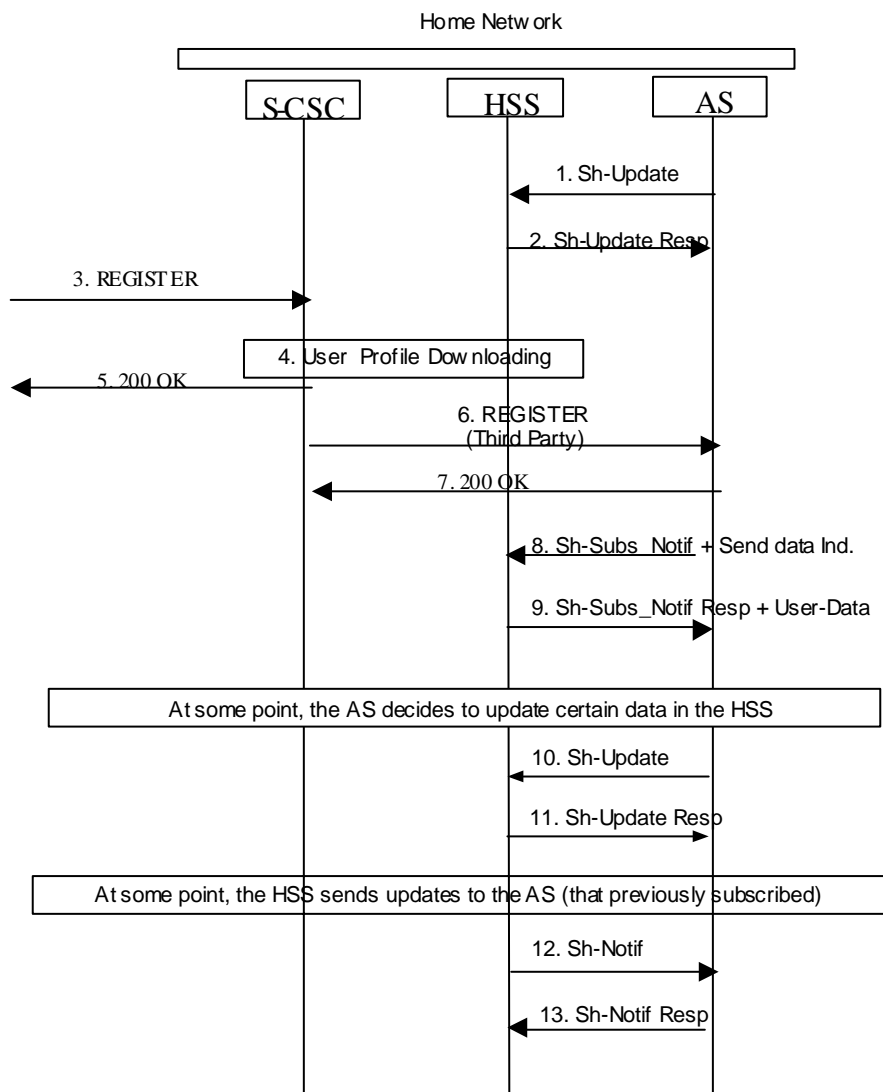 Home Network
S-CSC
HSS
AS
1. Sh-Update
2. Sh-Update Resp
3. REGISTER
4. User Profile Downloading
5. 200 OK
6. REGISTER
(Third Party)
7. 200 OK
8. Sh-Subs_Notif + Send data Ind.
9. Sh-Subs_Notif Resp + User-Data
At some point, the AS decides to update certain data in the HSS
10. Sh-Update
11. Sh-Update Resp
At some point, the HSS sends updates to the AS (that previously subscribed)
12. Sh-Notif
13. Sh-Notif Resp